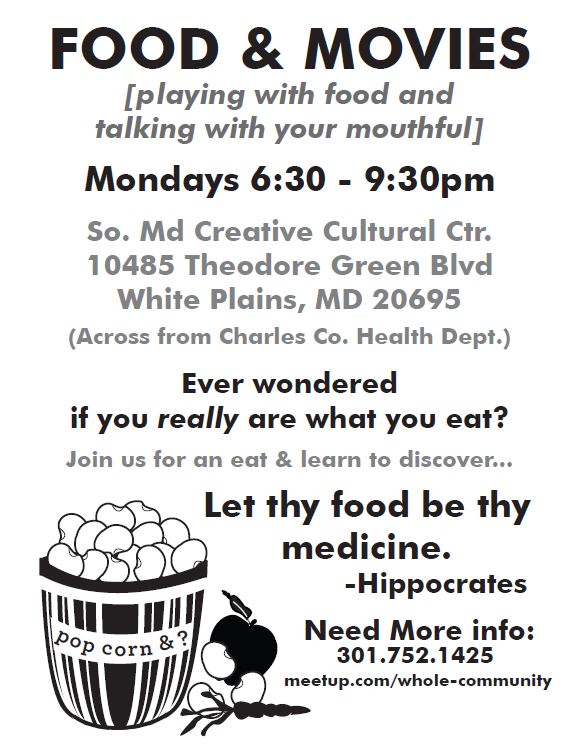 FOOD & MOVIES
[playing with food and
talking with your mouthful]
Mondays 6:30 - 9:30pm
So. Md Creative Cultural Ctr.
10485 Theodore Green Blvd
White Plains, MD 20695
(Across from Charles Co. Health Dept.)
Ever wondered
if you really are what you eat?
Join us for an eat & learn to discover...
Let thy food be thy
medicine.
-Hippocrates
pop corn & ?
Need More info:
301.752.1425
meetup.com/whole-community